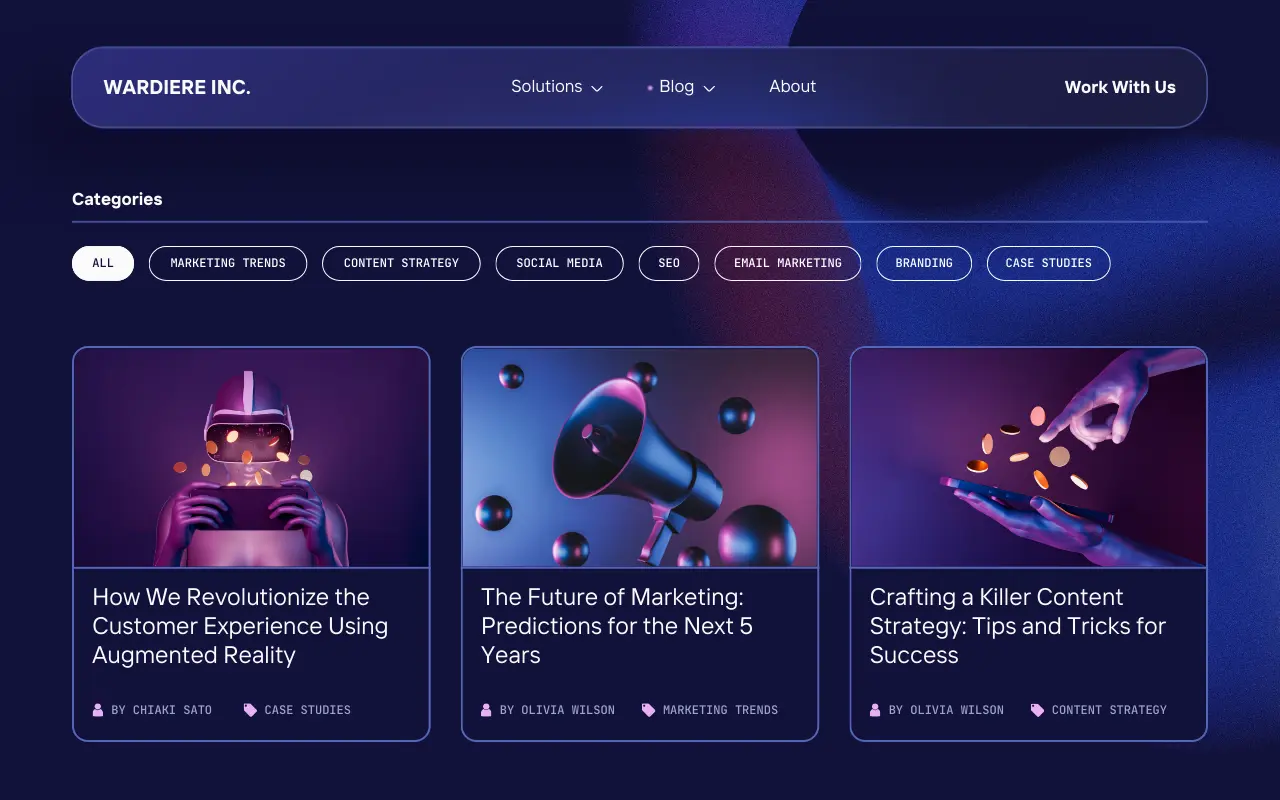 WARDIERE INC.
Solutions
Blog
About
Work With Us
Categories
ALL
MARKETING TRENDS
CONTENT STRATEGY
SOCIAL MEDIA
SEO
EMAIL MARKETING
BRANDING
CASE STUDIES
How We Revolutionize the
Customer Experience Using
Augmented Reality
BY CHIAKI SATO
CASE STUDIES
The Future of Marketing:
Predictions for the Next 5
Years
BY OLIVIA WILSON
MARKETING TRENDS
Crafting a Killer Content
Strategy: Tips and Tricks for
Success
BY OLIVIA WILSON
CONTENT STRATEGY